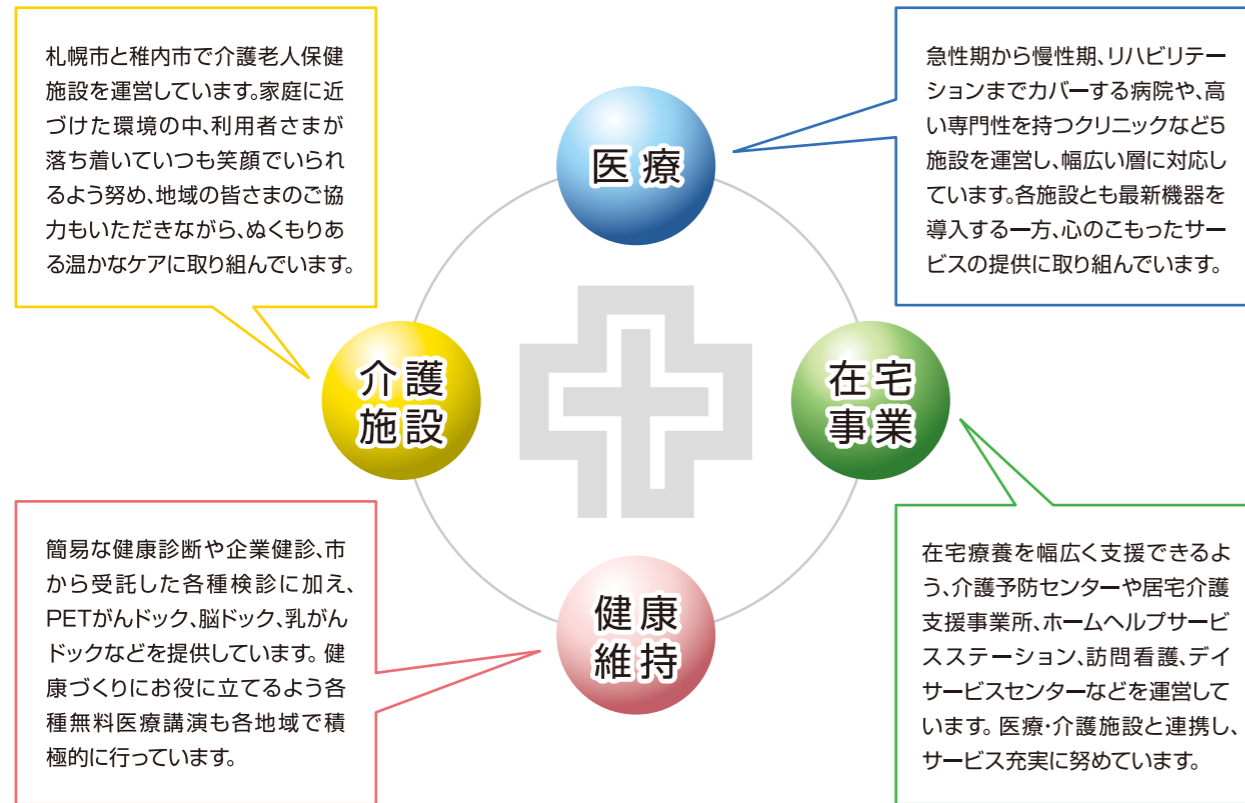 札幌市と稚内市で介護老人保健
施設を運営しています。家庭に近
づけた環境の中、利用者さまが
落ち着いていつも笑顔でいられ
るよう努め、地域の皆さまのご協
力もいただきながら、ぬくもりあ
る温かなケアに取り組んでいます。
急性期から慢性期、リハビリテー
ションまでカバーする病院や、高
い専門性を持つクリニックなど5
施設を運営し、幅広い層に対応し
ています。各施設とも最新機器を
導入する一方、心のこもったサー
ビスの提供に取り組んでいます。
医療
介護
施設
在宅
事業
健康
維持
簡易な健康診断や企業健診、市
から受託した各種検診に加え、
PETがんドック、脳ドック、乳がん
ドックなどを提供しています。健
康づくりにお役に立てるよう各
種無料医療講演も各地域で積
極的に行っています。
在宅療養を幅広く支援できるよ
う、介護予防センターや居宅介護
支援事業所、ホームヘルプサービ
スステーション、訪問看護、デイ
サービスセンターなどを運営して
います。医療・介護施設と連携し、
サービス充実に努めています。